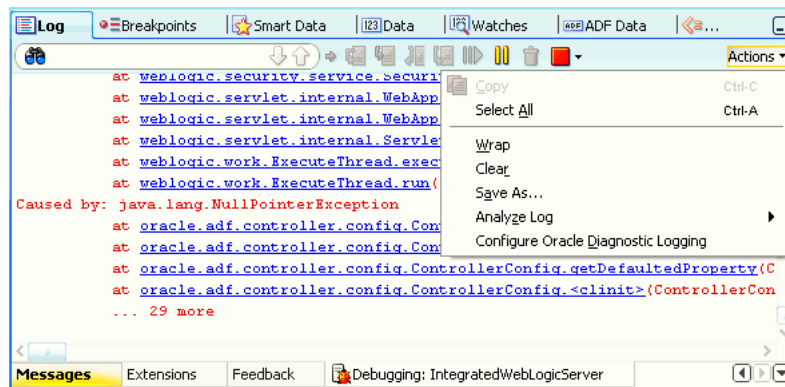 Log Breakpoints Smart Data Data Watches ADF Data
Actions
at weblogic.security.service.Securi
at weblogic.servlet.internal.WebApp
at weblogic.servlet.internal.WebApp
at weblogic.servlet.internal.Servle
at weblogic.work.ExecuteThread.exec
at weblogic.work.ExecuteThread.run(
Caused by: java.lang.NullPointerException
at oracle.adf.controller.config.Con
at oracle.adf.controller.config.Con
at oracle.adf.controller.config.ControllerConfig.getDefaultedProperty(C
at oracle.adf.controller.config.ControllerConfig.<clinit>(ControllerCon
... 29 more
Copy Ctrl-C
Select All Ctrl-A
Wrap
Clear
Save As...
Analyze Log
Configure Oracle Diagnostic Logging
Messages Extensions Feedback Debugging: IntegratedWebLogicServer